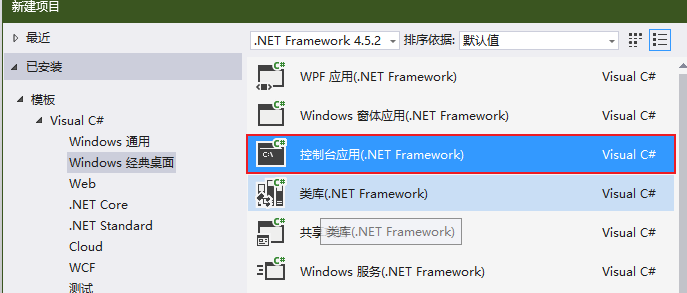 新建项目
最近
.NET Framework 4.5.2 排序依据: 默认值
已安装
模板
Visual C#
Windows 通用
Windows 经典桌面
Web
.NET Core
.NET Standard
Cloud
WCF
测试
C# WPF 应用(.NET Framework) Visual C#
C# Windows 窗体应用(.NET Framework) Visual C#
C# C:\ 控制台应用(.NET Framework) Visual C#
C# 类库(.NET Framework) Visual C#
C# 共享 类库(.NET Framework) Visual C#
C# Windows 服务(.NET Framework) Visual C#